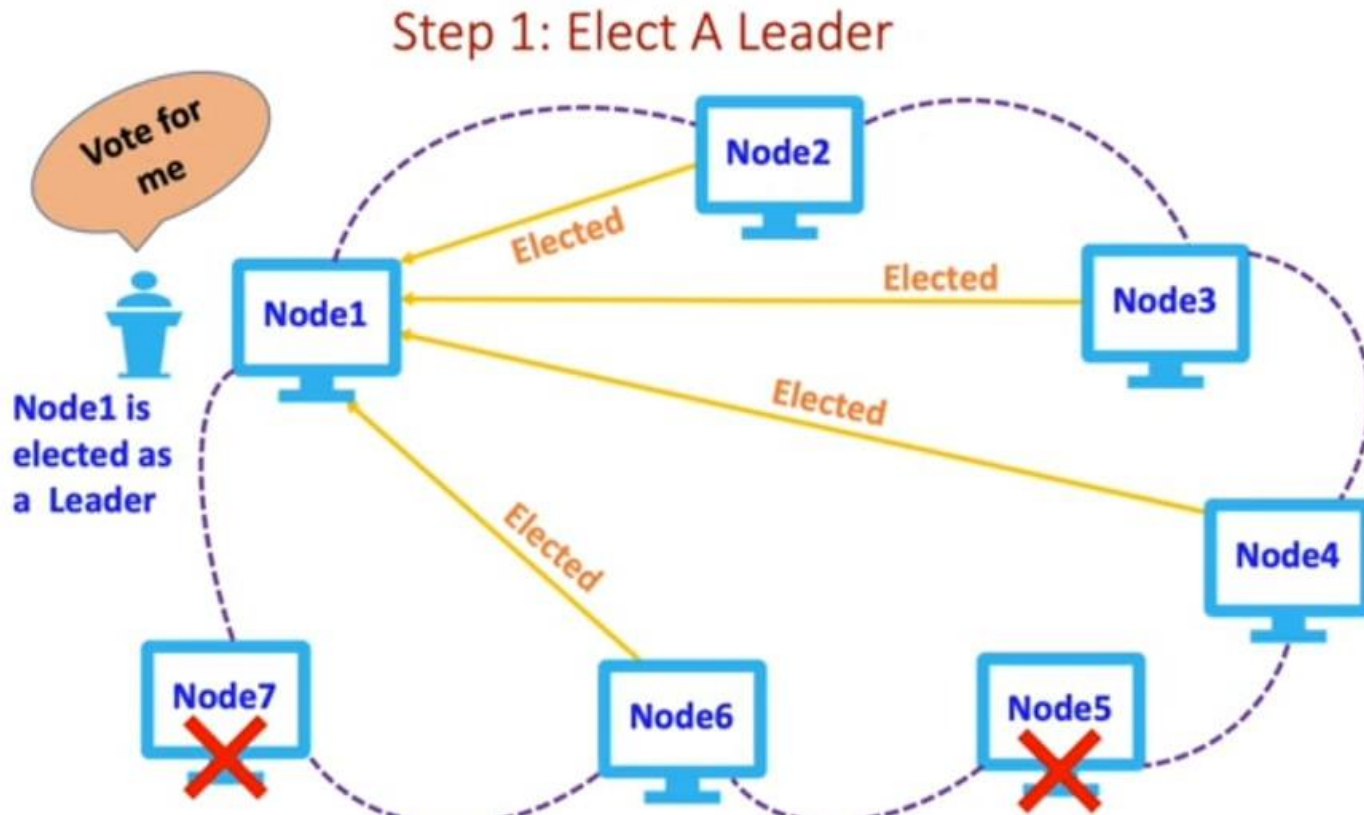 Step 1: Elect A Leader
Vote for
me
Node2
Elected
Elected
Node3
Node1
Elected
Node1 is
elected as
a Leader
Elected
Node4
Node7
Node6
Node5